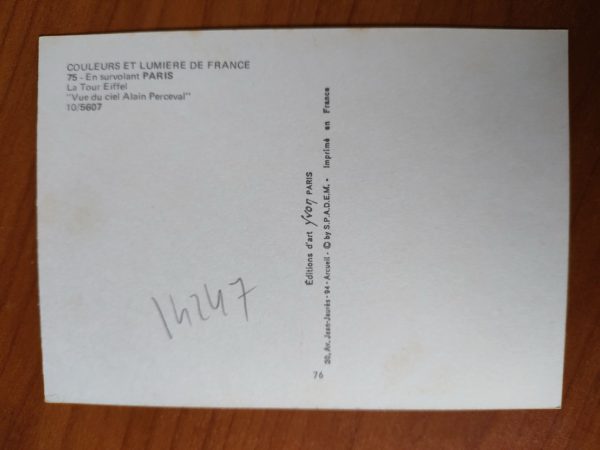 COULEURS ET LUMIERE DE FRANCE
75 - En survolant PARIS
La Tour Eiffel
"Vue du ciel Alain Perceval"
10/5607
14247
Éditions d'art yvon PARIS
30, Av. Jean-Jaurès - 94 - Arcueil - © by S.P.A.D.E.M. - Imprimé en France
76